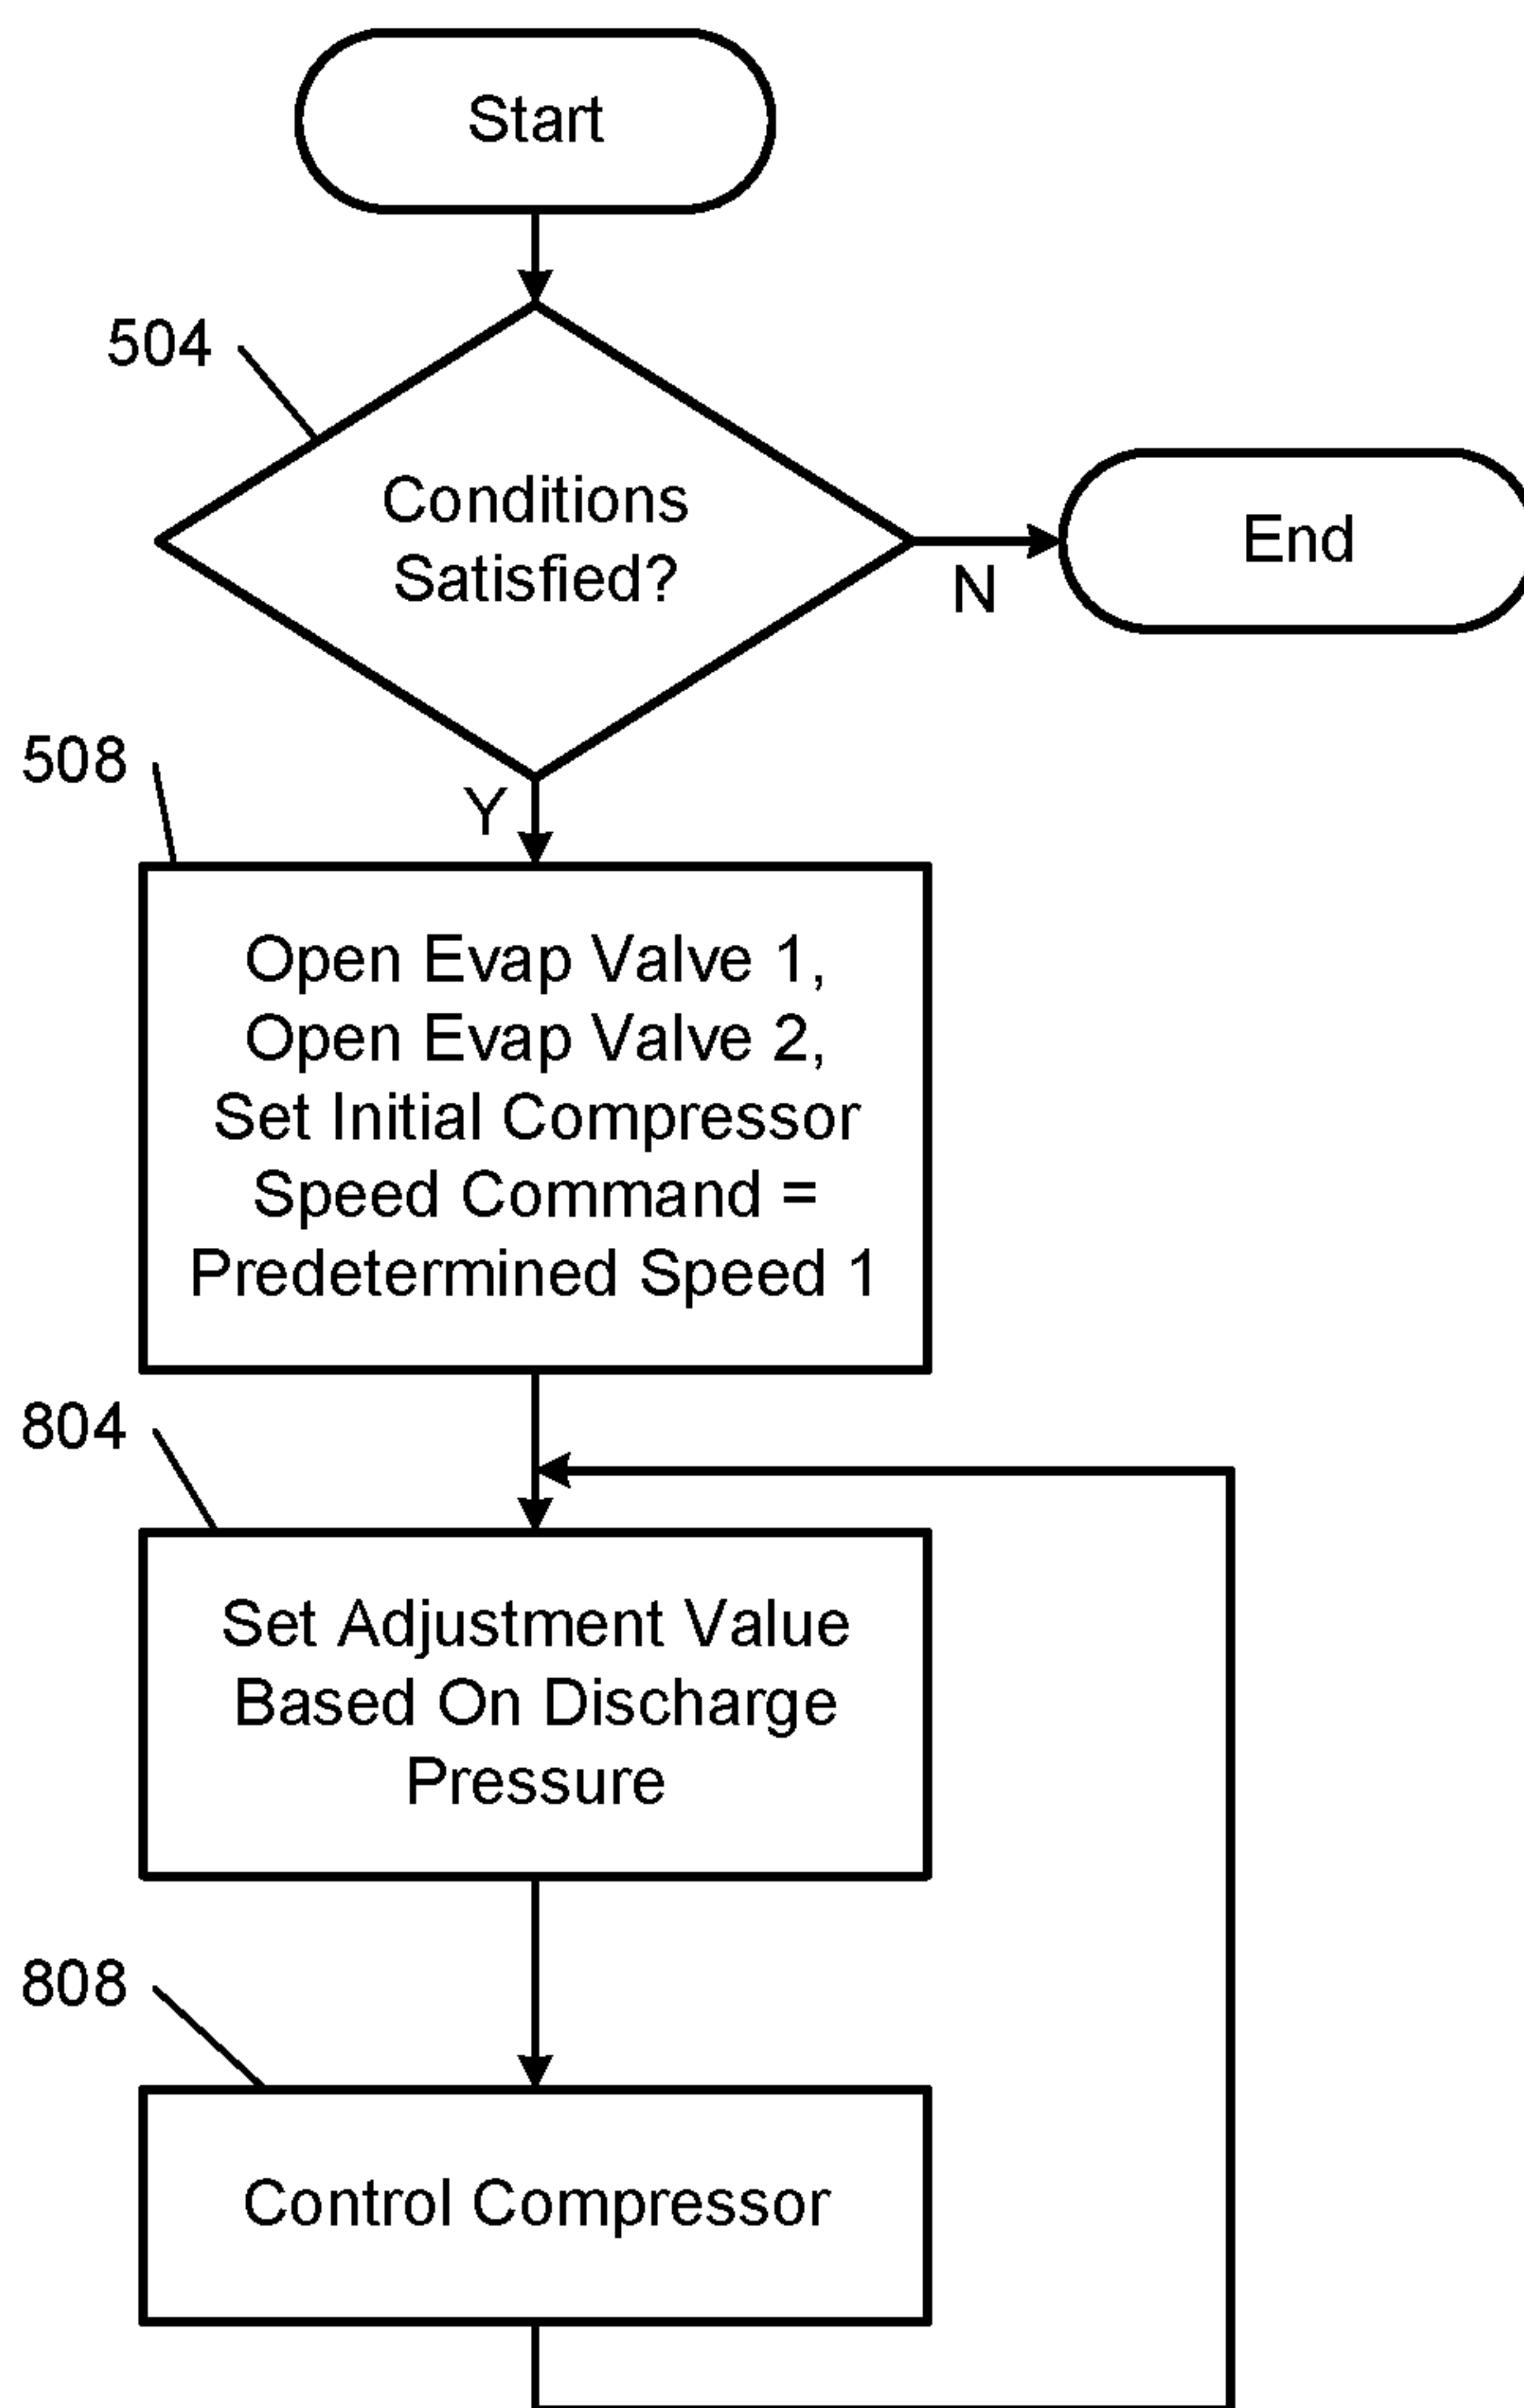 Start
504
Conditions
Satisfied?
End
N
508
Y
Open Evap Valve 1,
Open Evap Valve 2,
Set Initial Compressor
Speed Command =
Predetermined Speed 1
804
Set Adjustment Value
Based On Discharge
Pressure
808
Control Compressor